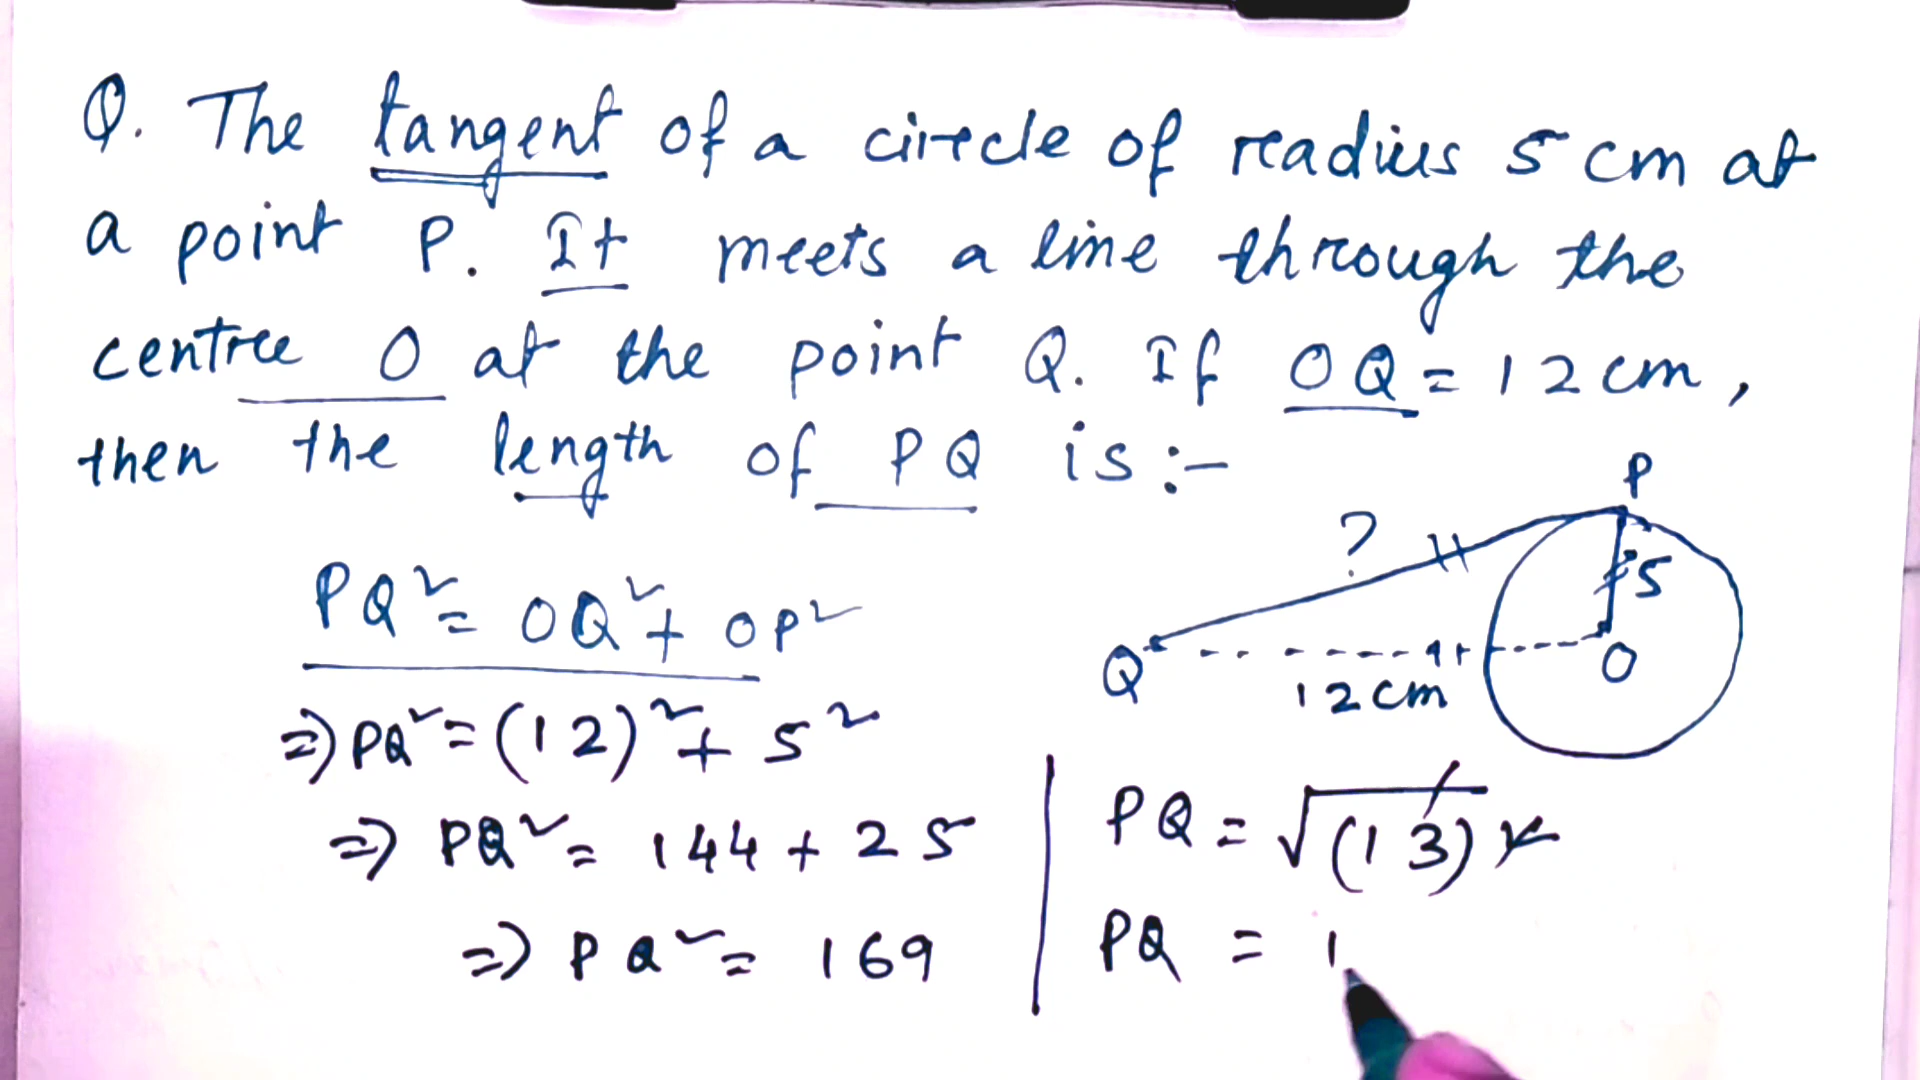 Q. The tangent of a circle of radius 5 cm at
a point P. It meets a line through the
centre O at the point Q. If OQ = 12 cm,
then the length of PQ is :-
P
?
5
Q
O
12 cm
PQ² = OQ² + OP²
⇒ PQ² = (12)² + 5²
⇒ PQ² = 144 + 25
⇒ PQ² = 169
PQ = √(13)²
PQ = 1